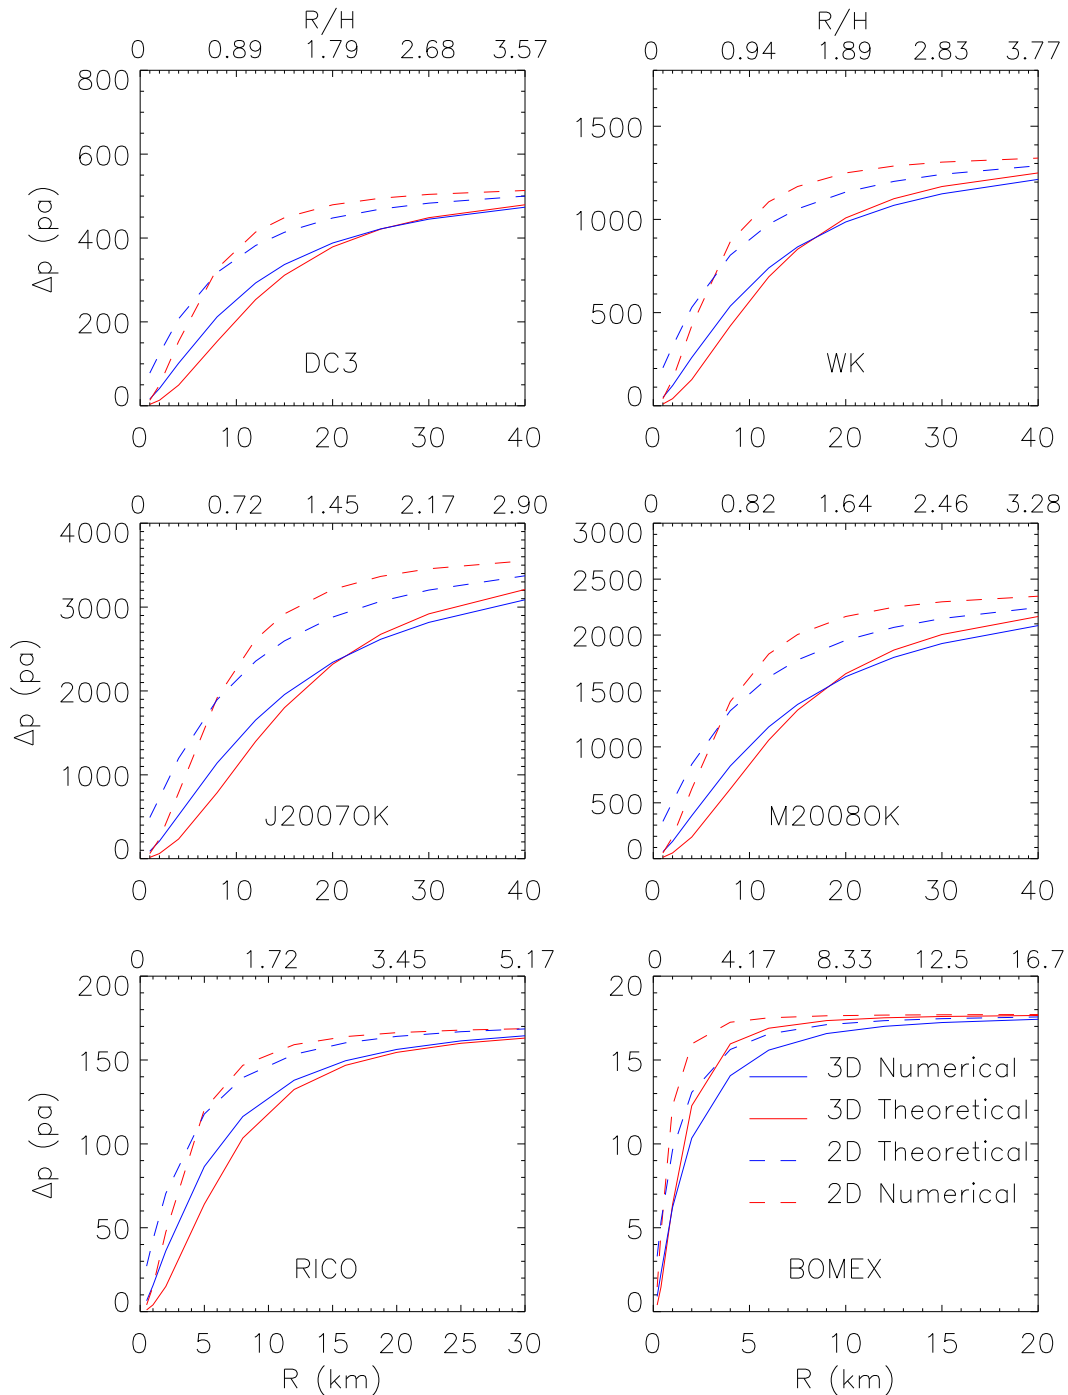 R/H
0 0.89 1.79 2.68 3.57
0 0.94 1.89 2.83 3.77
800
600
400
200
0
Δp (pa)
DC3
0 10 20 30 40
1500
1000
500
0
WK
0 10 20 30 40
0 0.72 1.45 2.17 2.90
0 0.82 1.64 2.46 3.28
4000
3000
2000
1000
0
Δp (pa)
J2007OK
0 10 20 30 40
3000
2500
2000
1500
1000
500
0
M2008OK
0 10 20 30 40
0 1.72 3.45 5.17
0 4.17 8.33 12.5 16.7
200
150
100
50
0
Δp (pa)
RICO
0 5 10 15 20 25 30
R (km)
20
15
10
5
0
3D Numerical
3D Theoretical
2D Theoretical
2D Numerical
BOMEX
0 5 10 15 20
R (km)
R/H